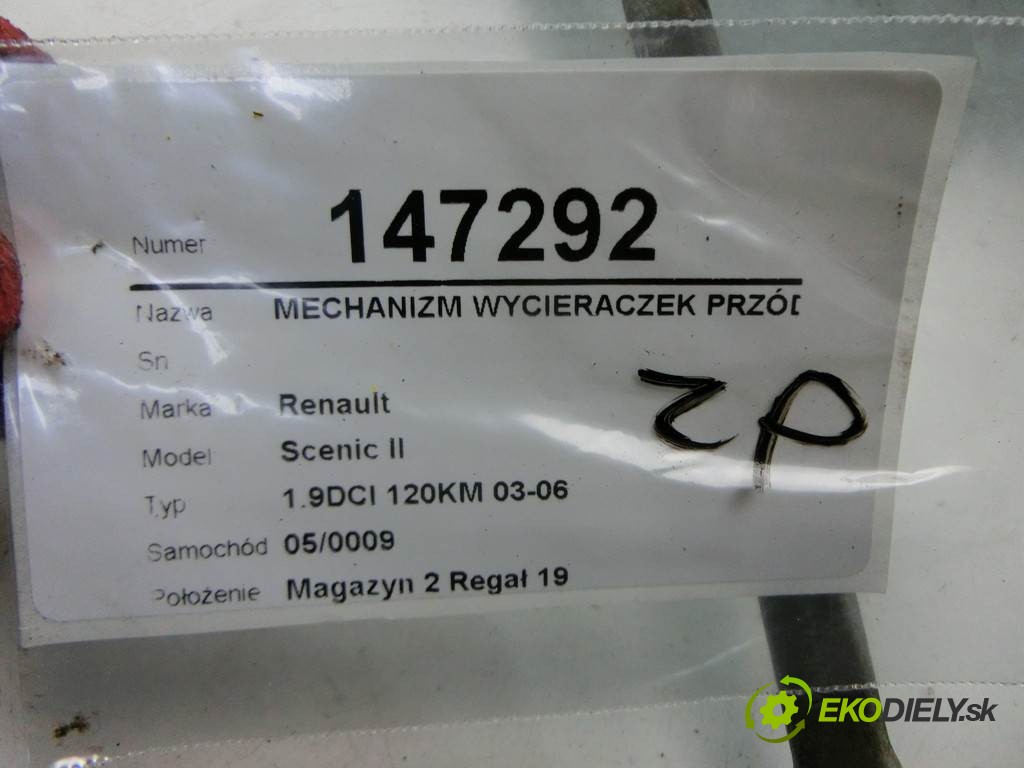 Numer 147292
Nazwa MECHANIZM WYCIERACZEK PRZÓD
Sn
Marka Renault
Model Scenic II
Typ 1.9DCI 120KM 03-06
Samochód 05/0009
Położenie Magazyn 2 Regał 19
ZP
EKODIELY.sk